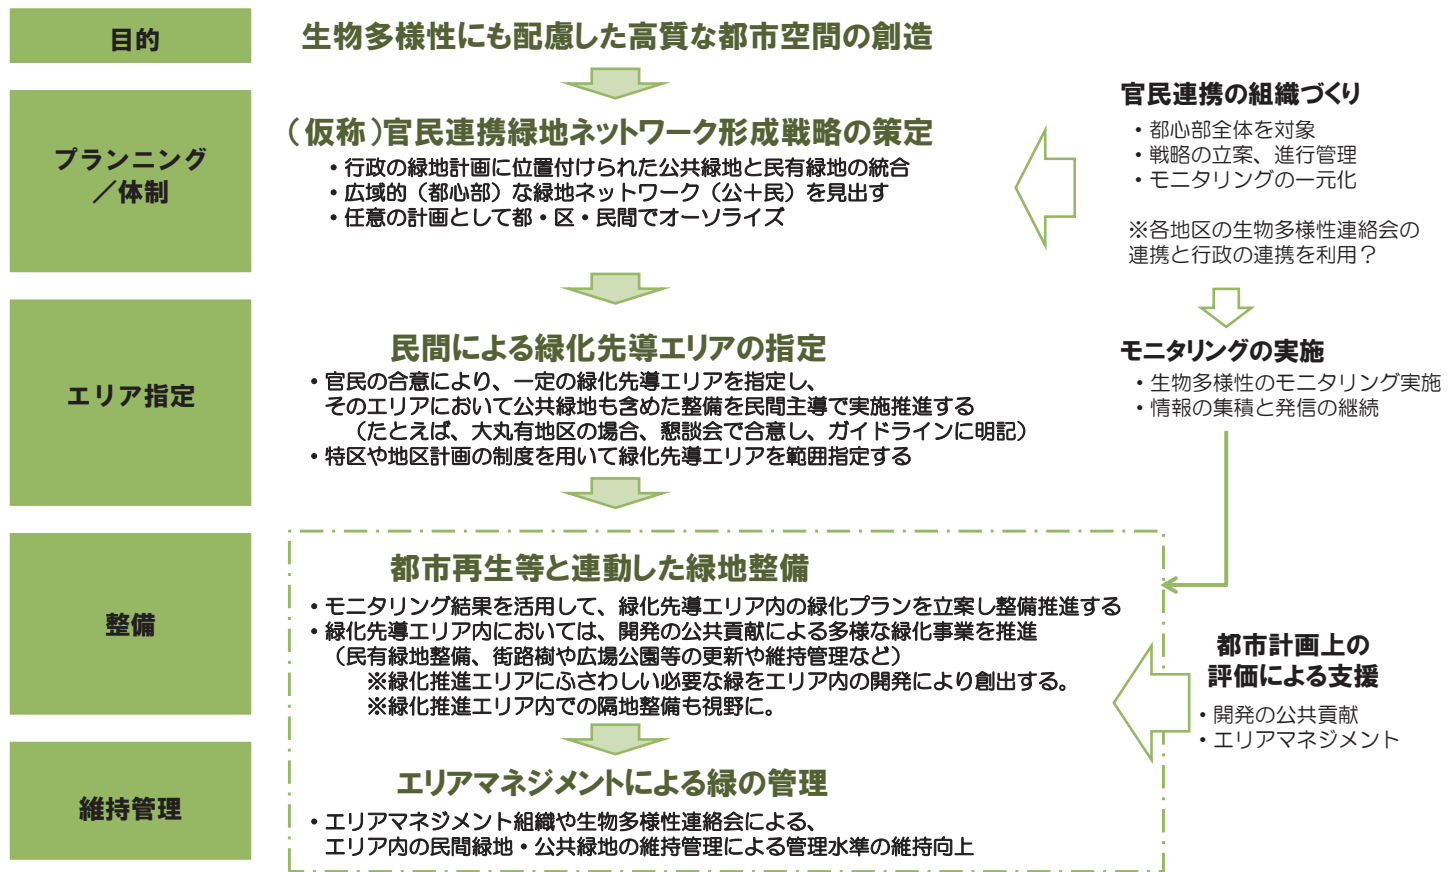 目的
生物多様性にも配慮した高質な都市空間の創造
プランニング
／体制
（仮称）官民連携緑地ネットワーク形成戦略の策定
・行政の緑地計画に位置付けられた公共緑地と民有緑地の統合
・広域的（都心部）な緑地ネットワーク（公＋民）を見出す
・任意の計画として都・区・民間でオーソライズ
官民連携の組織づくり
・都心部全体を対象
・戦略の立案、進行管理
・モニタリングの一元化
※各地区の生物多様性連絡会の
連携と行政の連携を利用？
エリア指定
民間による緑化先導エリアの指定
・官民の合意により、一定の緑化先導エリアを指定し、
そのエリアにおいて公共緑地も含めた整備を民間主導で実施推進する
（たとえば、大丸有地区の場合、懇談会で合意し、ガイドラインに明記）
・特区や地区計画の制度を用いて緑化先導エリアを範囲指定する
モニタリングの実施
・生物多様性のモニタリング実施
・情報の集積と発信の継続
整備
都市再生等と連動した緑地整備
・モニタリング結果を活用して、緑化先導エリア内の緑化プランを立案し整備推進する
・緑化先導エリア内においては、開発の公共貢献による多様な緑化事業を推進
（民有緑地整備、街路樹や広場公園等の更新や維持管理など）
※緑化推進エリアにふさわしい必要な緑をエリア内の開発により創出する。
※緑化推進エリア内での隔地整備も視野に。
都市計画上の
評価による支援
・開発の公共貢献
・エリアマネジメント
維持管理
エリアマネジメントによる緑の管理
・エリアマネジメント組織や生物多様性連絡会による、
エリア内の民間緑地・公共緑地の維持管理による管理水準の維持向上